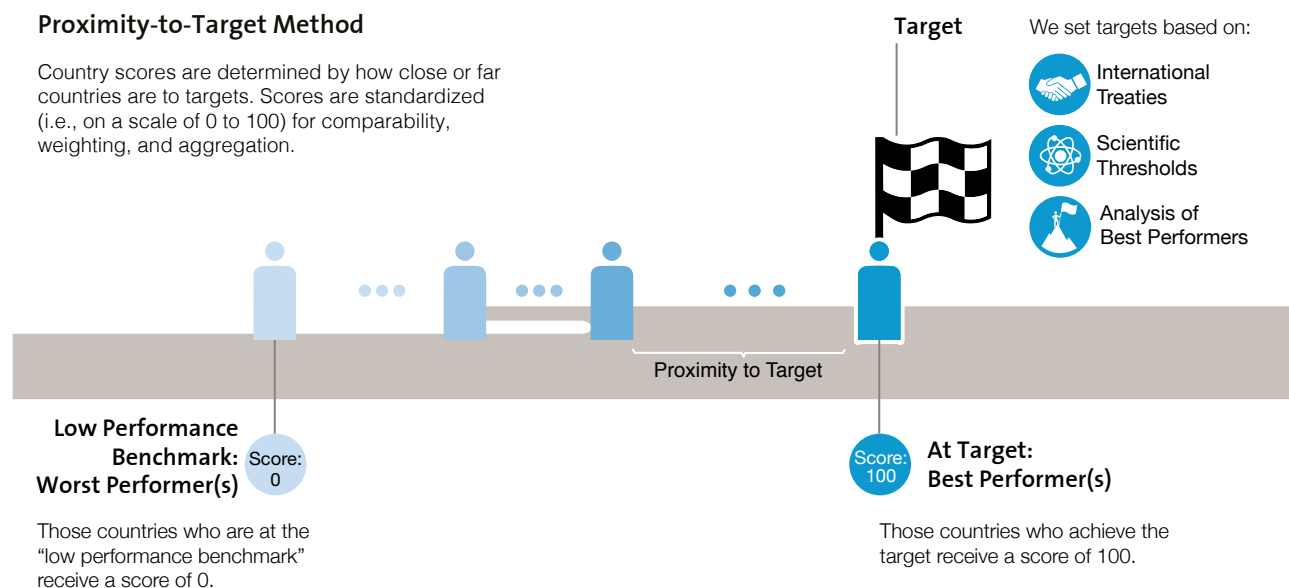 Proximity-to-Target Method
Country scores are determined by how close or far
countries are to targets. Scores are standardized
(i.e., on a scale of 0 to 100) for comparability,
weighting, and aggregation.
Target
We set targets based on:
International
Treaties
Scientific
Thresholds
Analysis of
Best Performers
Proximity to Target
Low Performance
Benchmark:
Worst Performer(s)
Score:
0
Those countries who are at the
“low performance benchmark”
receive a score of 0.
Score:
100
At Target:
Best Performer(s)
Those countries who achieve the
target receive a score of 100.